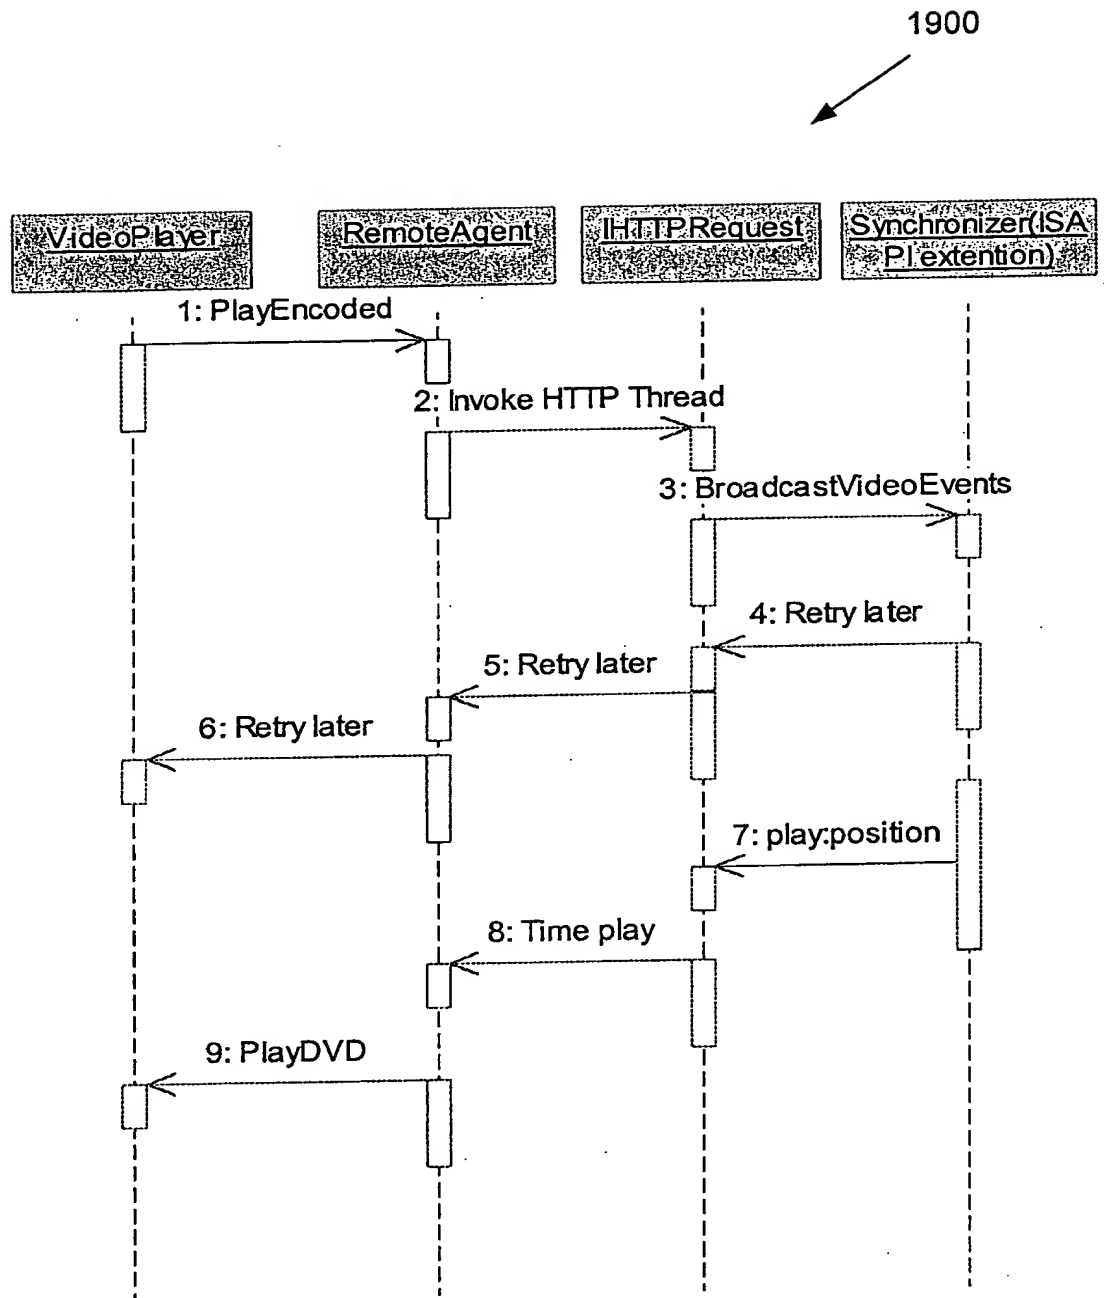 1900
VideoPlayer
RemoteAgent
IHTTPRequest
Synchronizer(ISA
PI extention)
1: PlayEncoded
2: Invoke HTTP Thread
3: BroadcastVideoEvents
4: Retry later
5: Retry later
6: Retry later
7: play:position
8: Time play
9: PlayDVD